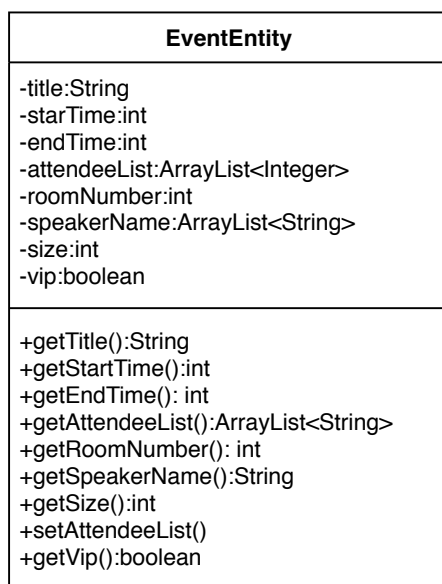 EventEntity
-title:String
-starTime:int
-endTime:int
-attendeeList:ArrayList<Integer>
-roomNumber:int
-speakerName:ArrayList<String>
-size:int
-vip:boolean
+getTitle():String
+getStartTime():int
+getEndTime(): int
+getAttendeeList():ArrayList<String>
+getRoomNumber(): int
+getSpeakerName():String
+getSize():int
+setAttendeeList()
+getVip():boolean